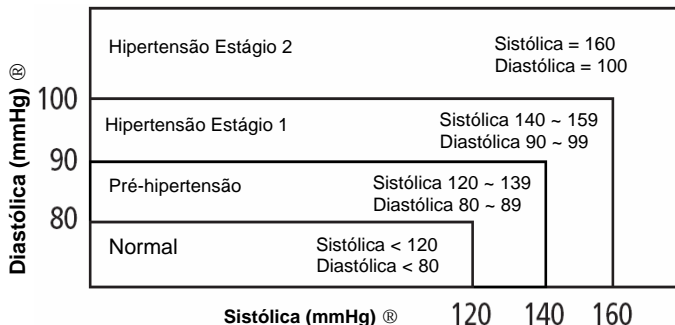 Hipertensão Estágio 2
Sistólica = 160
Diastólica = 100
100
Hipertensão Estágio 1
Sistólica 140 ~ 159
Diastólica 90 ~ 99
90
Pré-hipertensão
Sistólica 120 ~ 139
Diastólica 80 ~ 89
80
Normal
Sistólica < 120
Diastólica < 80
Diastólica (mmHg) ®
Sistólica (mmHg) ®
120 140 160